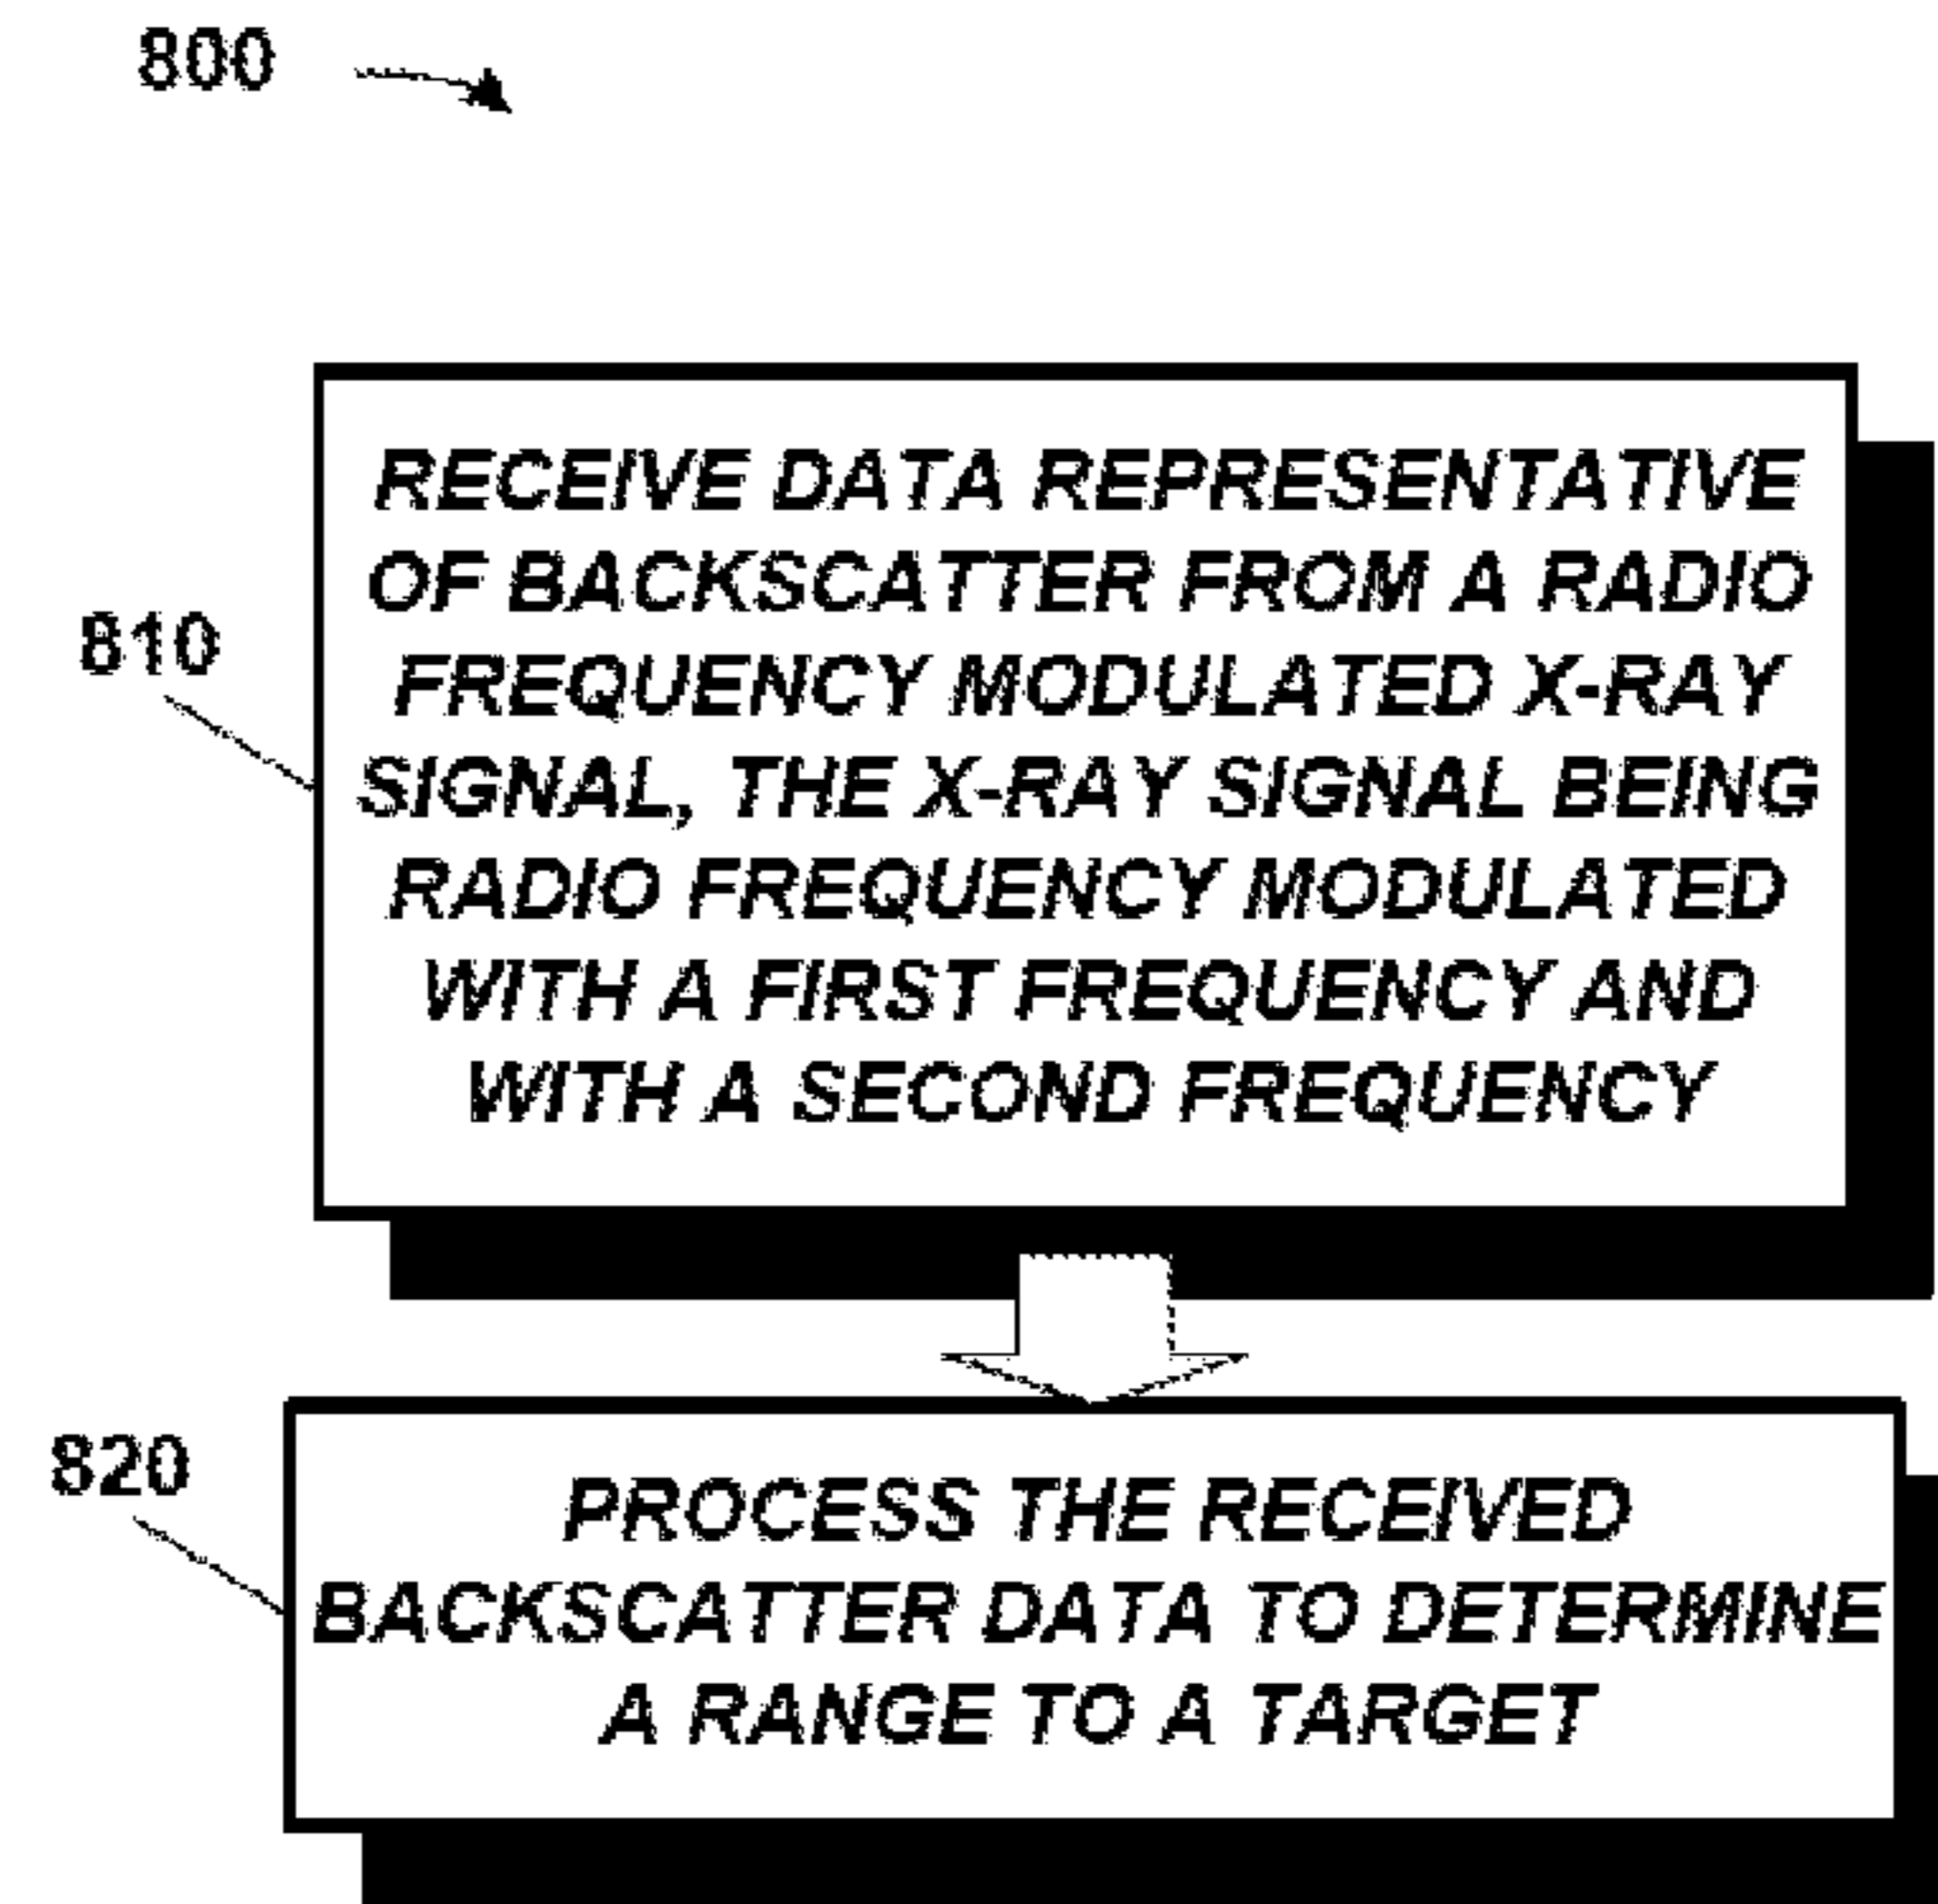 800
RECEIVE DATA REPRESENTATIVE
OF BACKSCATTER FROM A RADIO
FREQUENCY MODULATED X-RAY
SIGNAL, THE X-RAY SIGNAL BEING
RADIO FREQUENCY MODULATED
WITH A FIRST FREQUENCY AND
WITH A SECOND FREQUENCY
810
PROCESS THE RECEIVED
BACKSCATTER DATA TO DETERMINE
A RANGE TO A TARGET
820